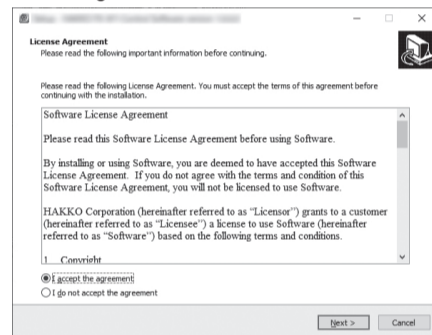 License Agreement
Please read the following important information before continuing.
Please read the following License Agreement. You must accept the terms of this agreement before
continuing with the installation.
Software License Agreement
Please read this Software License Agreement before using Software.
By installing or using Software, you are deemed to have accepted this Software
License Agreement. If you do not agree with the terms and condition of this
Software License Agreement, you will not be licensed to use Software.
HAKKO Corporation (hereinafter referred to as “Licensor”) grants to a customer
(hereinafter referred to as “Licensee”) a license to use Software (hereinafter
referred to as “Software”) based on the following terms and conditions.
1 Copyright
I accept the agreement
I do not accept the agreement
Next >
Cancel